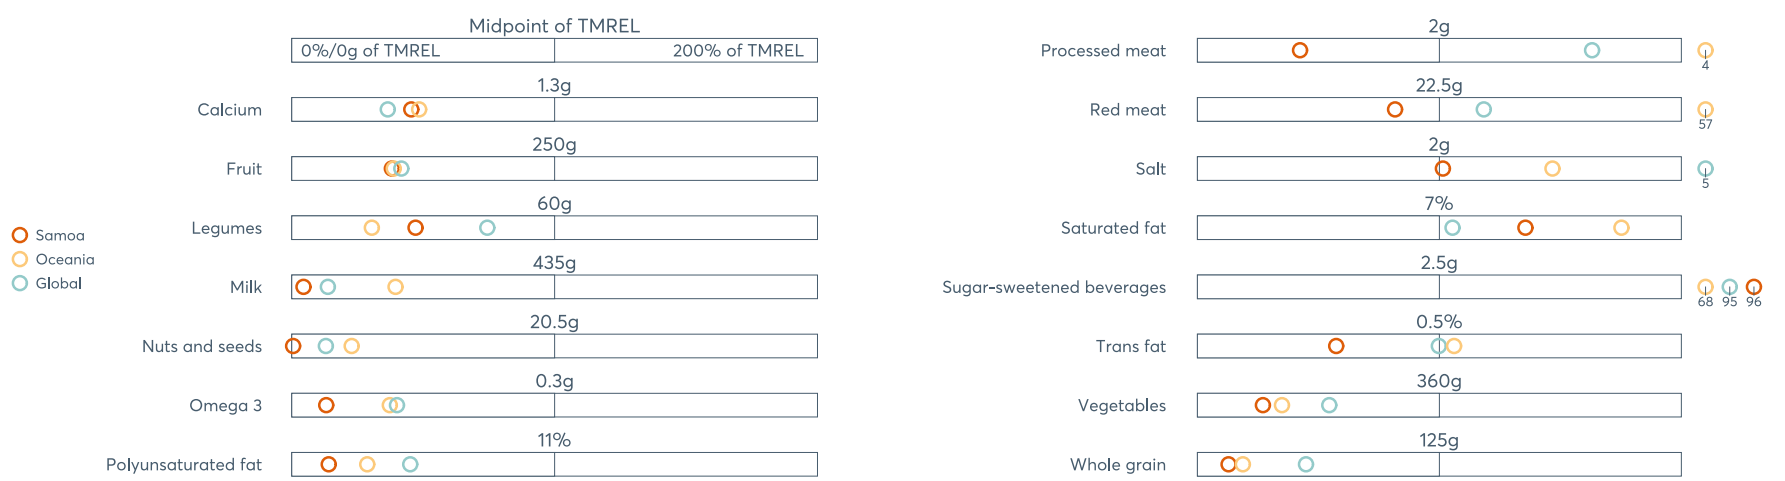 Midpoint of TMREL
0%/0g of TMREL 200% of TMREL
Calcium 1.3g
Fruit 250g
Legumes 60g
Milk 435g
Nuts and seeds 20.5g
Omega 3 0.3g
Polyunsaturated fat 11%
Samoa
Oceania
Global
Processed meat 2g 4
Red meat 22.5g 57
Salt 2g 5
Saturated fat 7%
Sugar-sweetened beverages 2.5g 68 95 96
Trans fat 0.5%
Vegetables 360g
Whole grain 125g